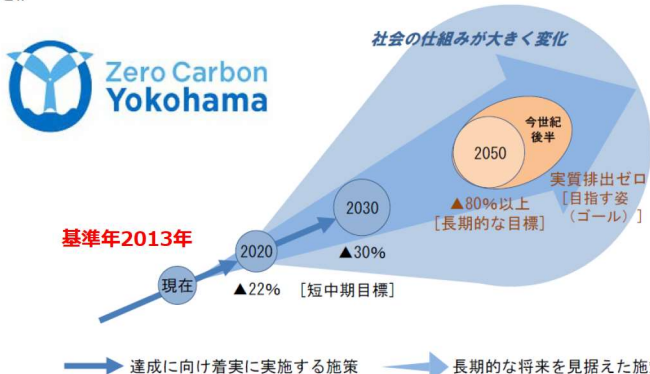 社会の仕組みが大きく変化
Zero Carbon
Yokohama
今世紀
後半
2050
実質排出ゼロ
[目指す姿
(ゴール)]
▲80%以上
[長期的な目標]
2030
▲30%
基準年2013年
2020
▲22% [短中期目標]
現在
達成に向け着実に実施する施策
長期的な将来を見据えた施